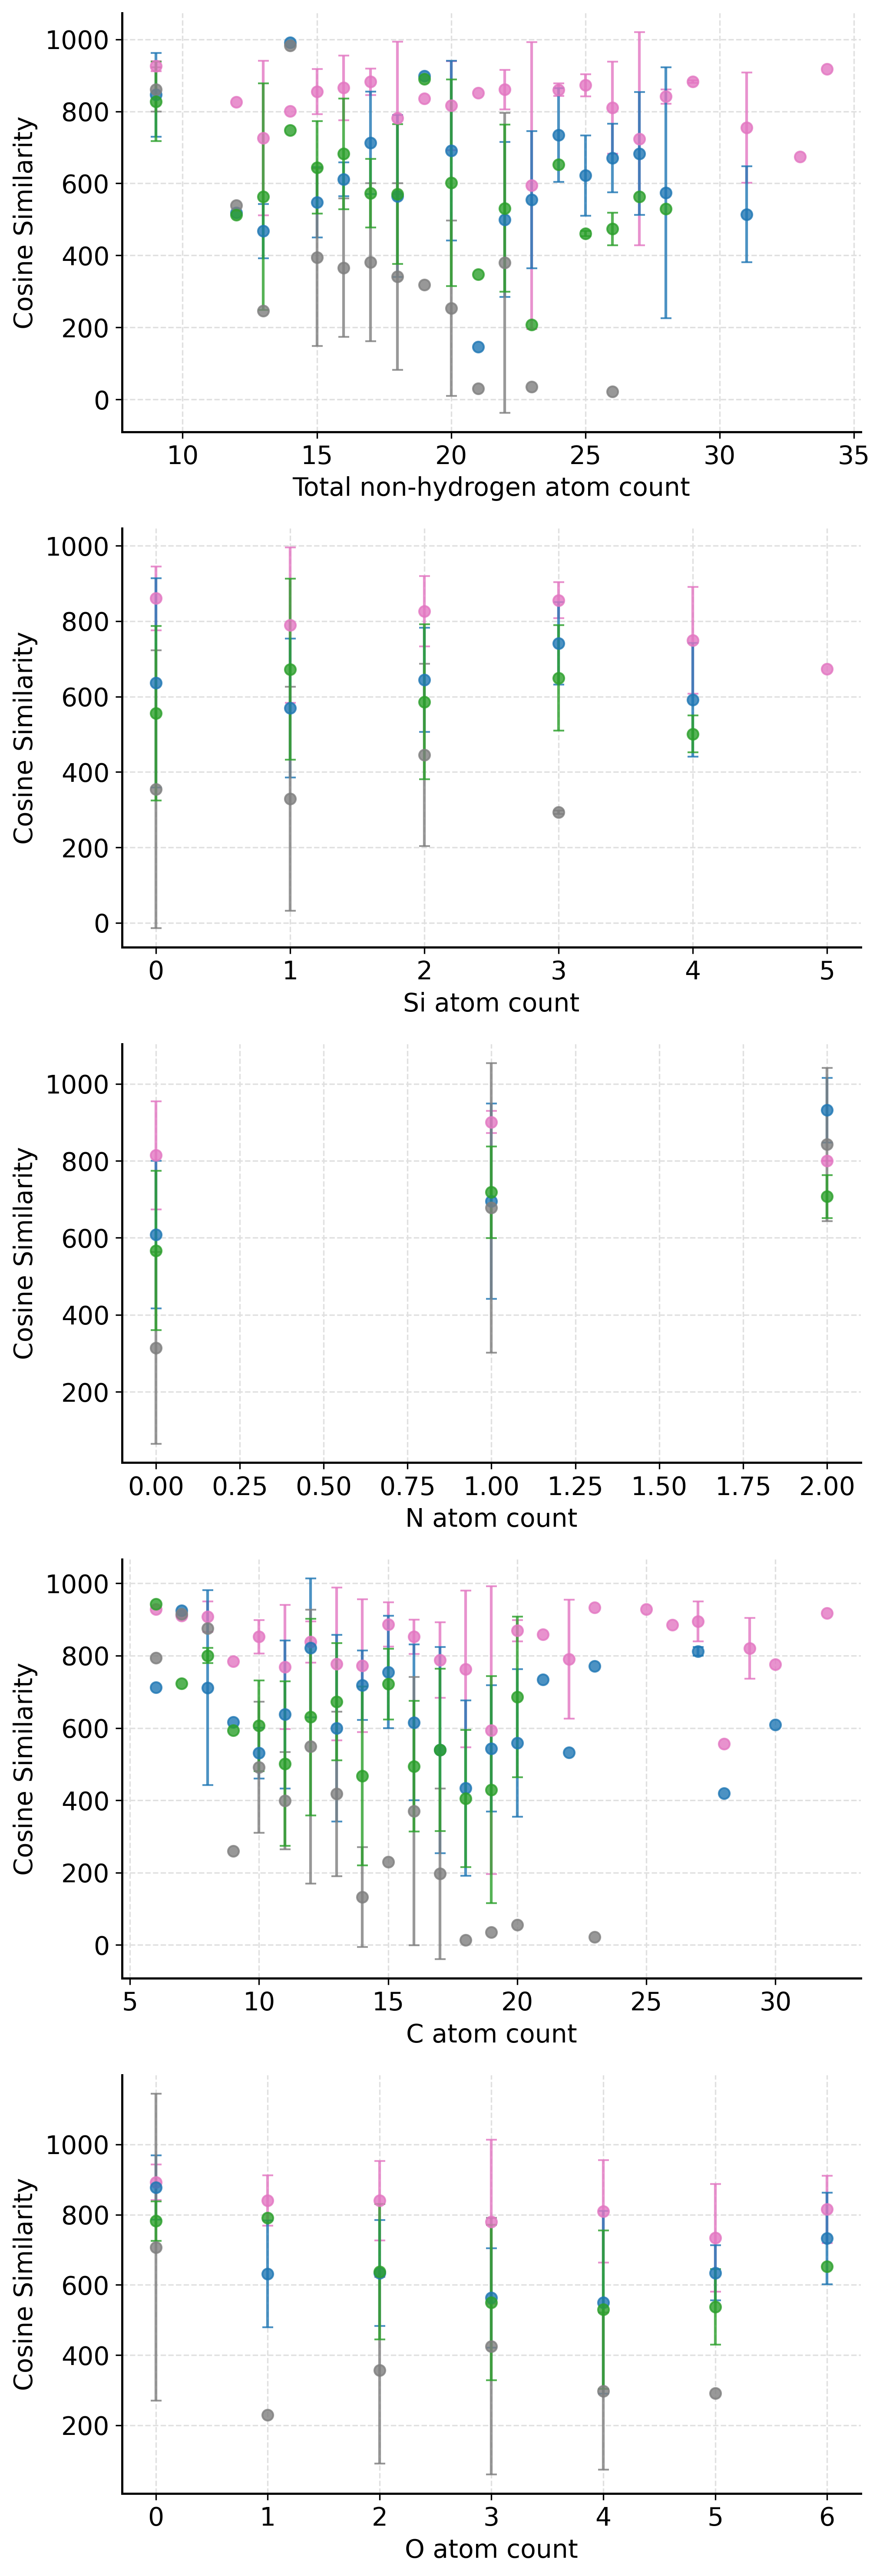 1000
800
600
400
200
0
Cosine Similarity
10 15 20 25 30 35
Total non-hydrogen atom count
1000
800
600
400
200
0
Cosine Similarity
0 1 2 3 4 5
Si atom count
1000
800
600
400
200
Cosine Similarity
0.00 0.25 0.50 0.75 1.00 1.25 1.50 1.75 2.00
N atom count
1000
800
600
400
200
0
Cosine Similarity
5 10 15 20 25 30
C atom count
1000
800
600
400
200
Cosine Similarity
0 1 2 3 4 5 6
O atom count